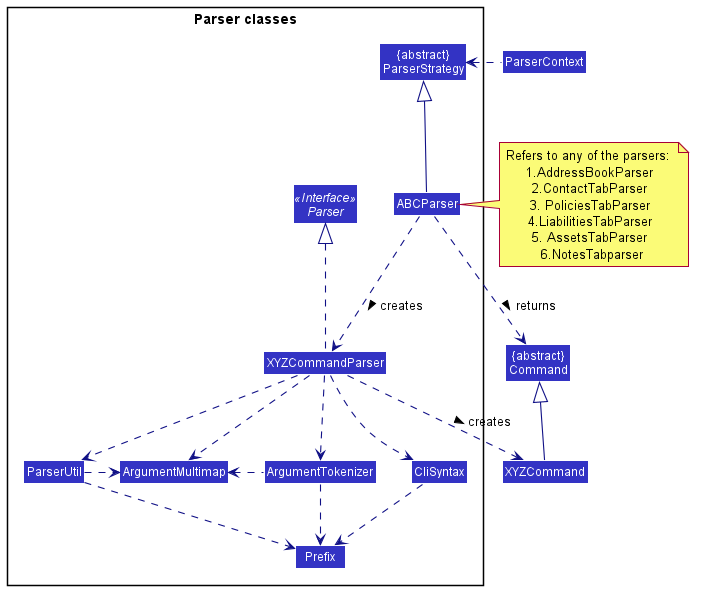 Parser classes
{abstract}
ParserStrategy
ParserContext
Refers to any of the parsers:
1.AddressBookParser
2.ContactTabParser
3. PoliciesTabParser
4.LiabilitiesTabParser
5. AssetsTabParser
6.NotesTabparser
«Interface»
Parser
ABCParser
creates
returns
XYZCommandParser
{abstract}
Command
creates
ParserUtil
ArgumentMultimap
ArgumentTokenizer
CliSyntax
XYZCommand
Prefix